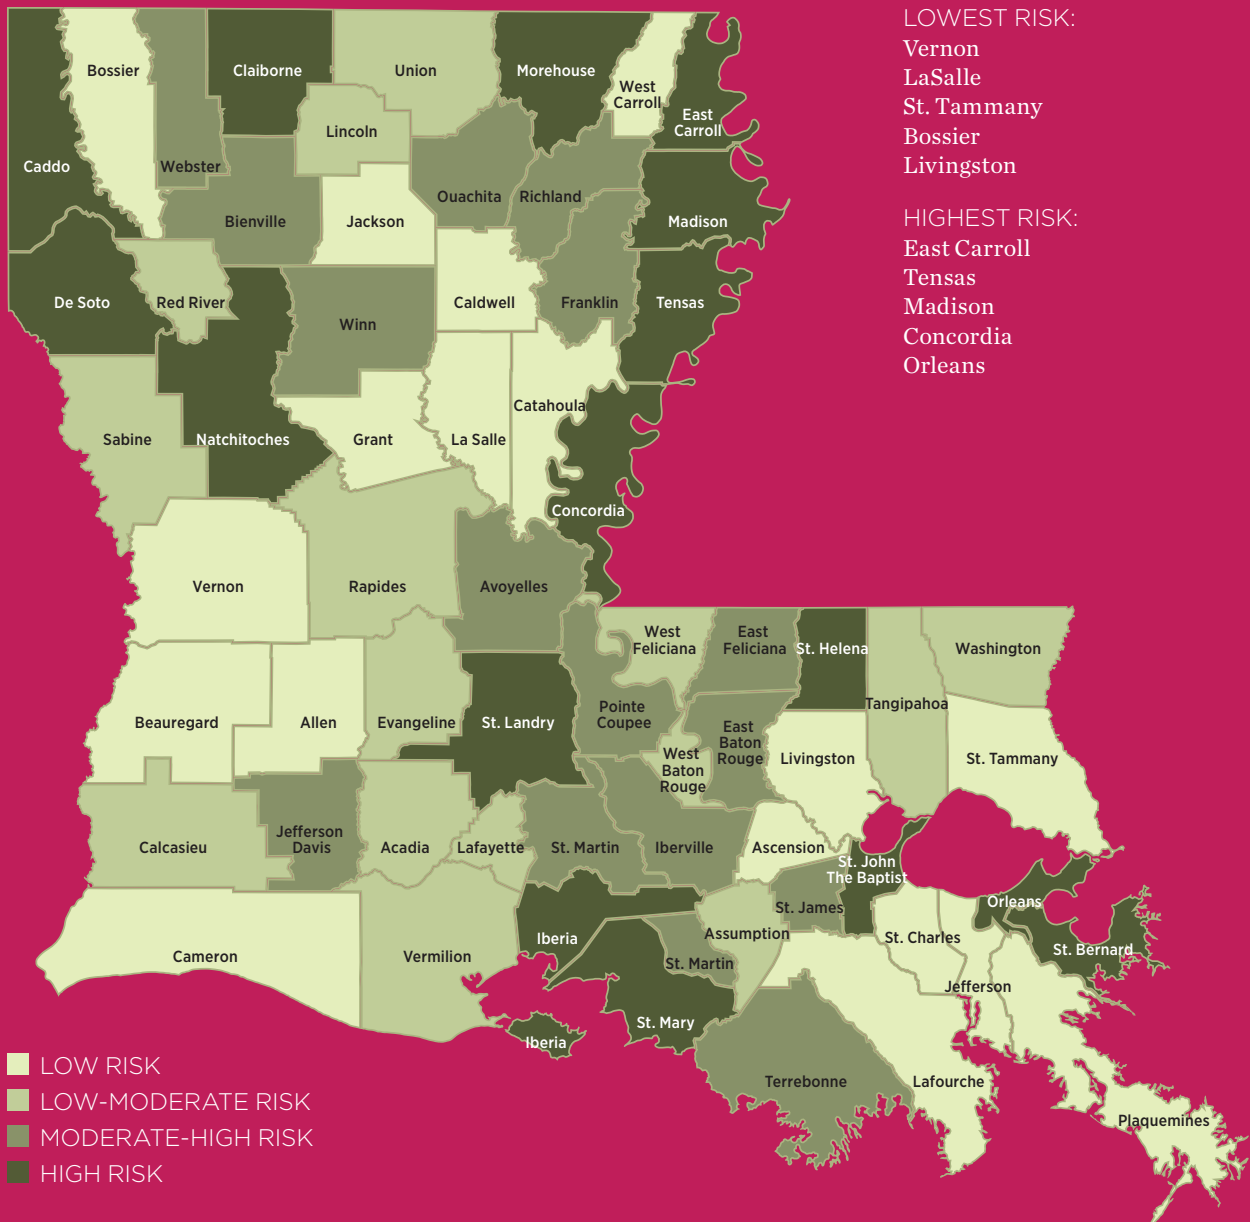 LOWEST RISK:
Vernon
LaSalle
St. Tammany
Bossier
Livingston
HIGHEST RISK:
East Carroll
Tensas
Madison
Concordia
Orleans
Bossier
Claiborne
Union
Morehouse
West
Carroll
East
Carroll
Lincoln
Caddo
Webster
Ouachita
Richland
Bienville
Jackson
Madison
De Soto
Red River
Winn
Caldwell
Franklin
Tensas
Catahoula
Sabine
Natchitoches
Grant
La Salle
Concordia
Vernon
Rapides
Avoyelles
West
Feliciana
East
Feliciana
St. Helena
Washington
Tangipahoa
Beauregard
Allen
Evangeline
St. Landry
Pointe
Coupee
East
Baton
Rouge
West
Baton
Rouge
Livingston
St. Tammany
Calcasieu
Jefferson
Davis
Acadia
Lafayette
St. Martin
Iberville
Ascension
St. John
The Baptist
St. James
Orleans
Cameron
Vermilion
Iberia
Assumption
St. Martin
St. Charles
St. Bernard
Jefferson
St. Mary
Iberia
Terrebonne
Lafourche
Plaquemines
LOW RISK
LOW-MODERATE RISK
MODERATE-HIGH RISK
HIGH RISK